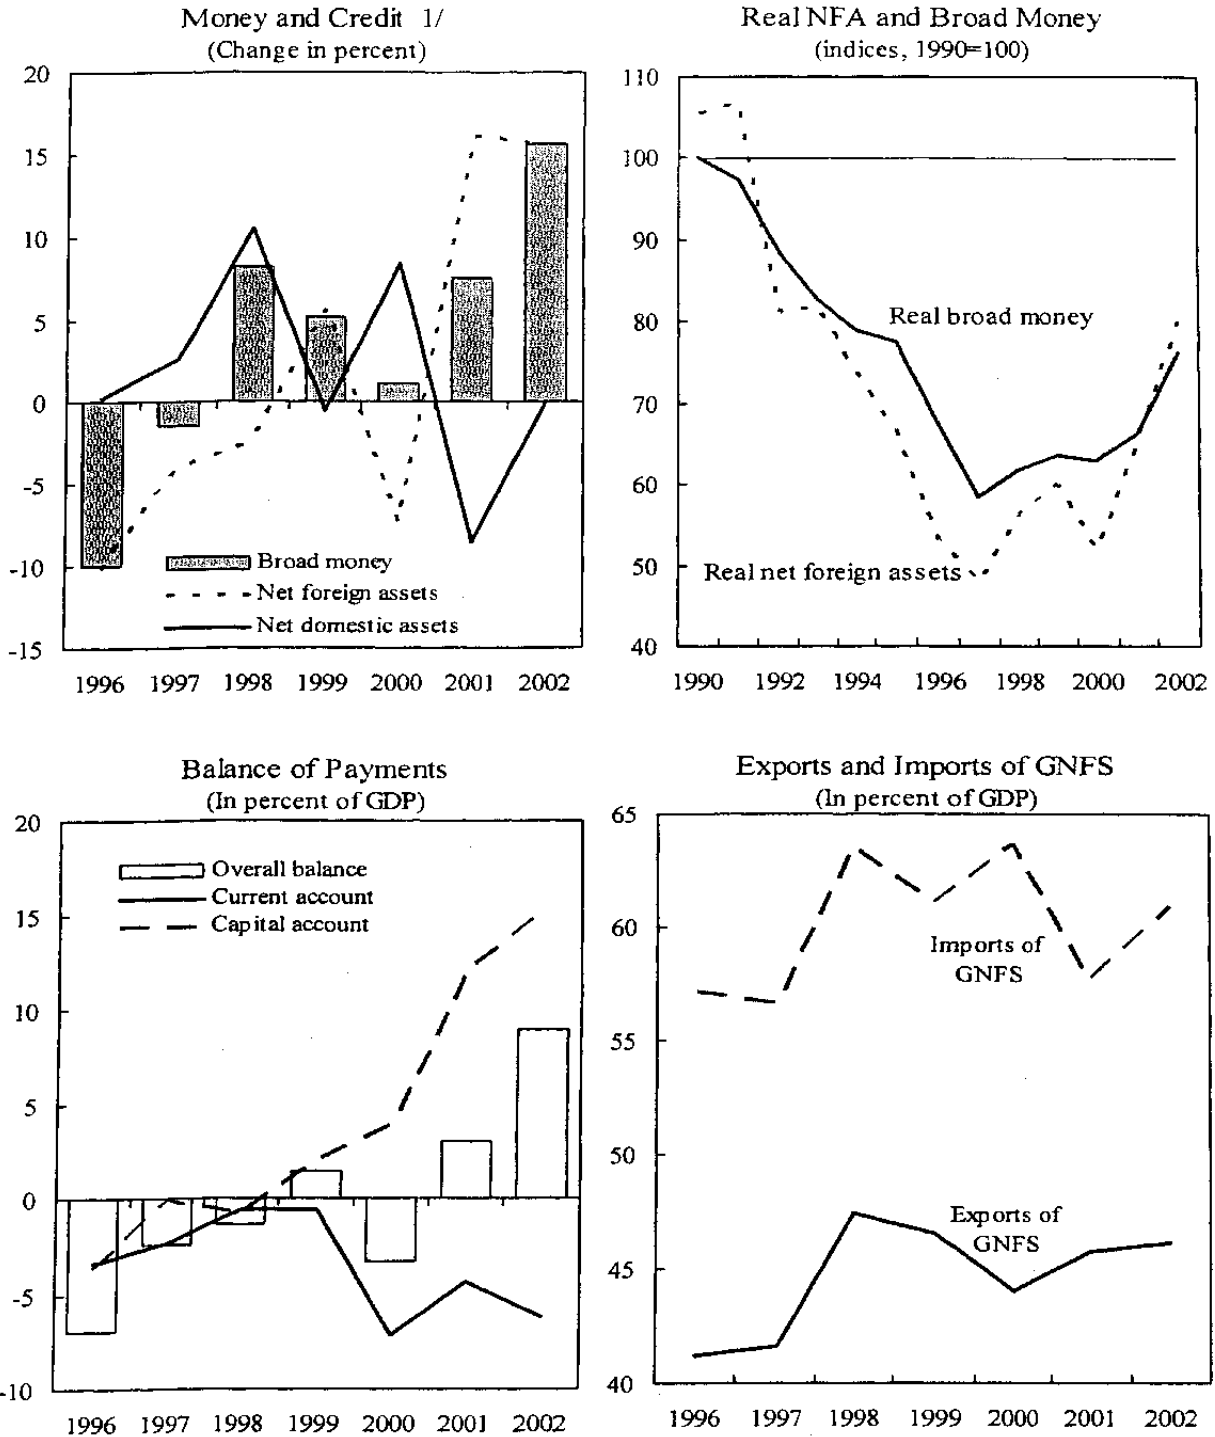 Money and Credit 1/
(Change in percent)
20
15
10
5
0
-5
-10
-15
Broad money
Net foreign assets
Net domestic assets
1996 1997 1998 1999 2000 2001 2002
Real NFA and Broad Money
(indices, 1990=100)
110
100
90
80
70
60
50
40
Real broad money
Real net foreign assets
1990 1992 1994 1996 1998 2000 2002
Balance of Payments
(In percent of GDP)
20
15
10
5
0
-5
-10
Overall balance
Current account
Capital account
1996 1997 1998 1999 2000 2001 2002
Exports and Imports of GNFS
(In percent of GDP)
65
60
55
50
45
40
Imports of
GNFS
Exports of
GNFS
1996 1997 1998 1999 2000 2001 2002